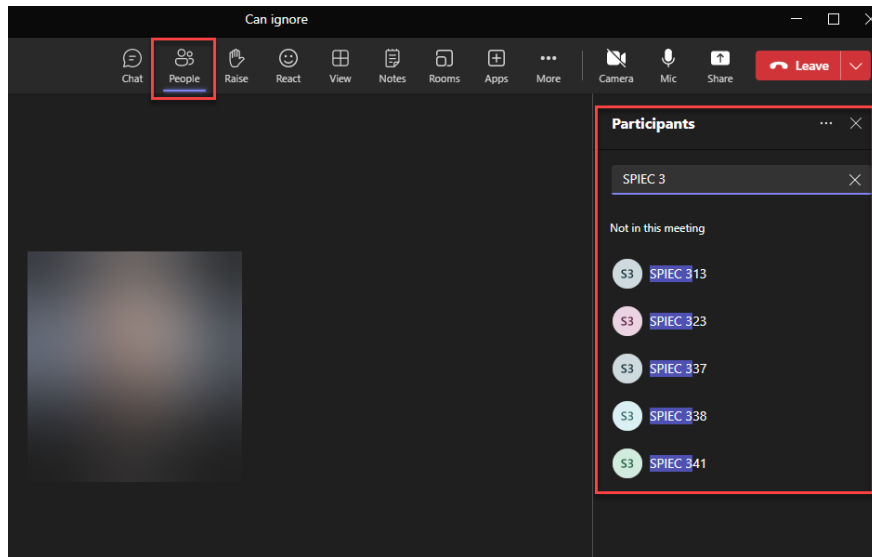 Can ignore
Chat People Raise React View Notes Rooms Apps More Camera Mic Share Leave
Participants
SPIEC 3
Not in this meeting
S3 SPIEC 313
S3 SPIEC 323
S3 SPIEC 337
S3 SPIEC 338
S3 SPIEC 341